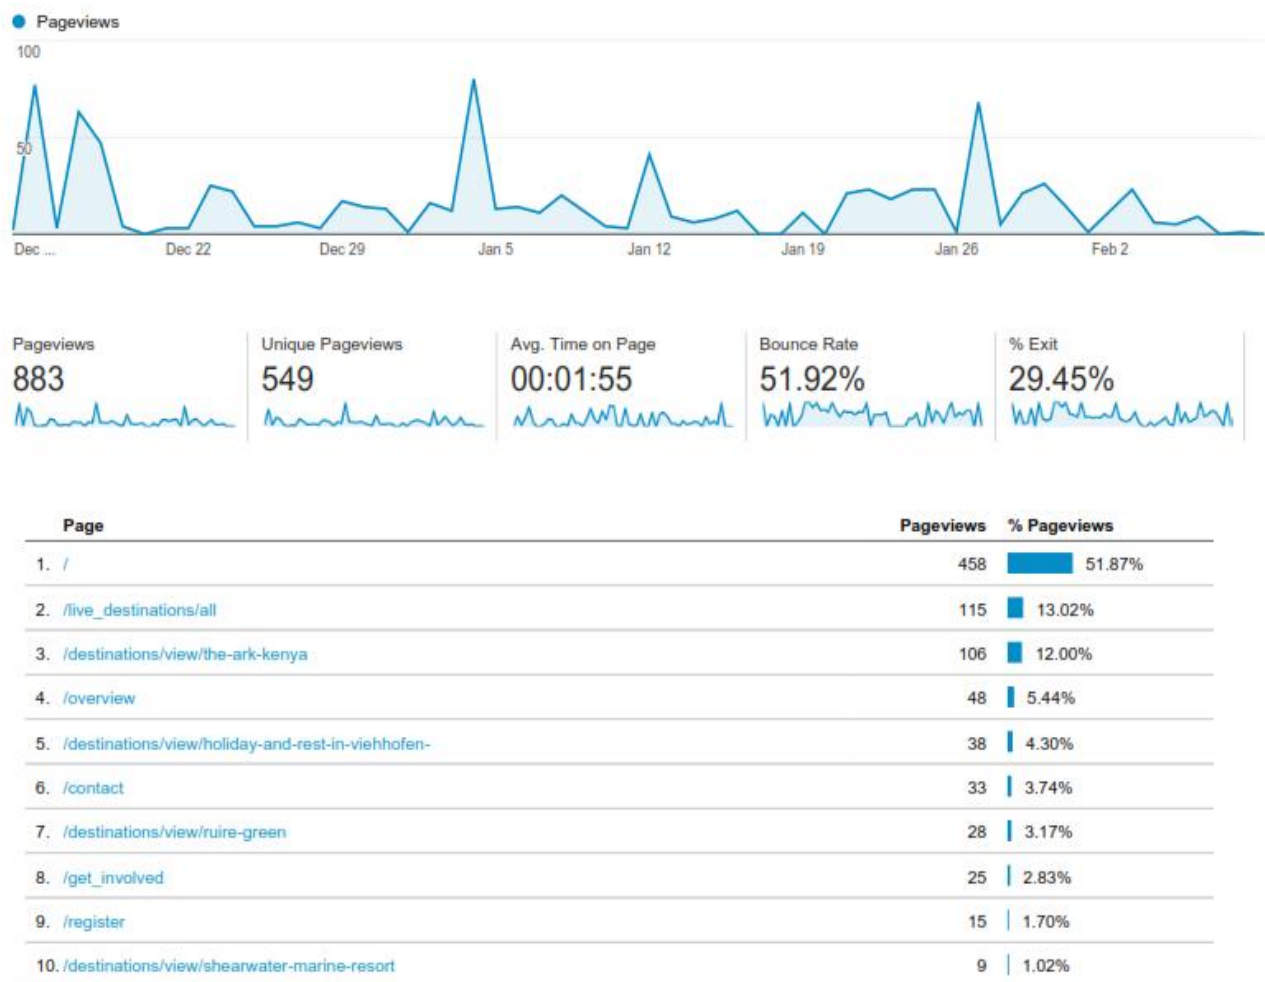 Pageviews
100
50
Dec ... Dec 22 Dec 29 Jan 5 Jan 12 Jan 19 Jan 26 Feb 2
Pageviews Unique Pageviews Avg. Time on Page Bounce Rate % Exit
883 549 00:01:55 51.92% 29.45%
Page Pageviews % Pageviews
1. / 458 51.87%
2. /live_destinations/all 115 13.02%
3. /destinations/view/the-ark-kenya 106 12.00%
4. /overview 48 5.44%
5. /destinations/view/holiday-and-rest-in-viehhofen- 38 4.30%
6. /contact 33 3.74%
7. /destinations/view/ruire-green 28 3.17%
8. /get_involved 25 2.83%
9. /register 15 1.70%
10. /destinations/view/shearwater-marine-resort 9 1.02%